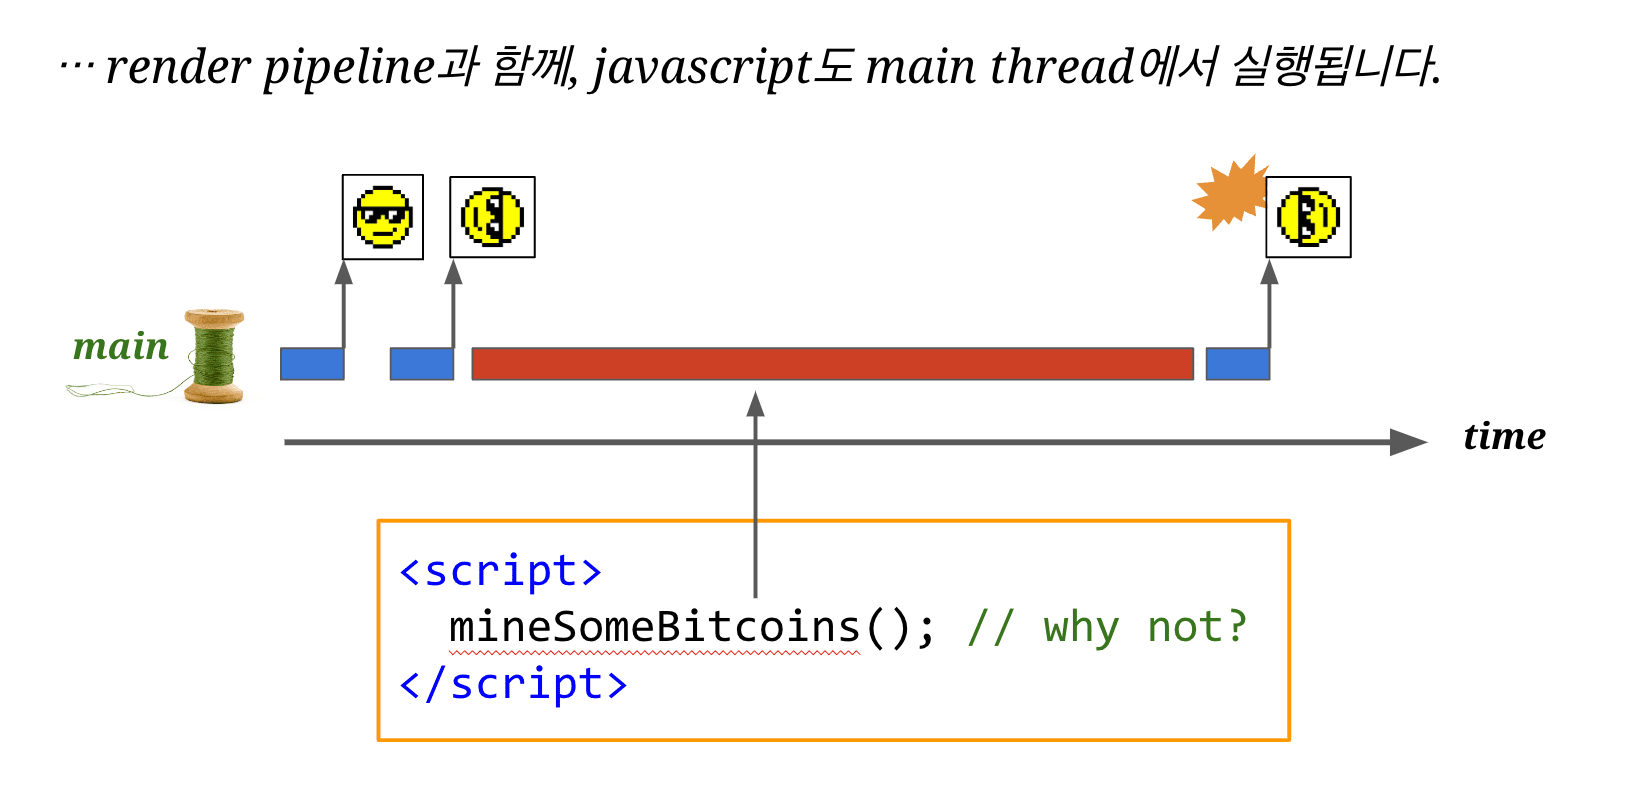 … render pipeline과 함께, javascript도 main thread에서 실행됩니다.
main
time
<script>
mineSomeBitcoins(); // why not?
</script>